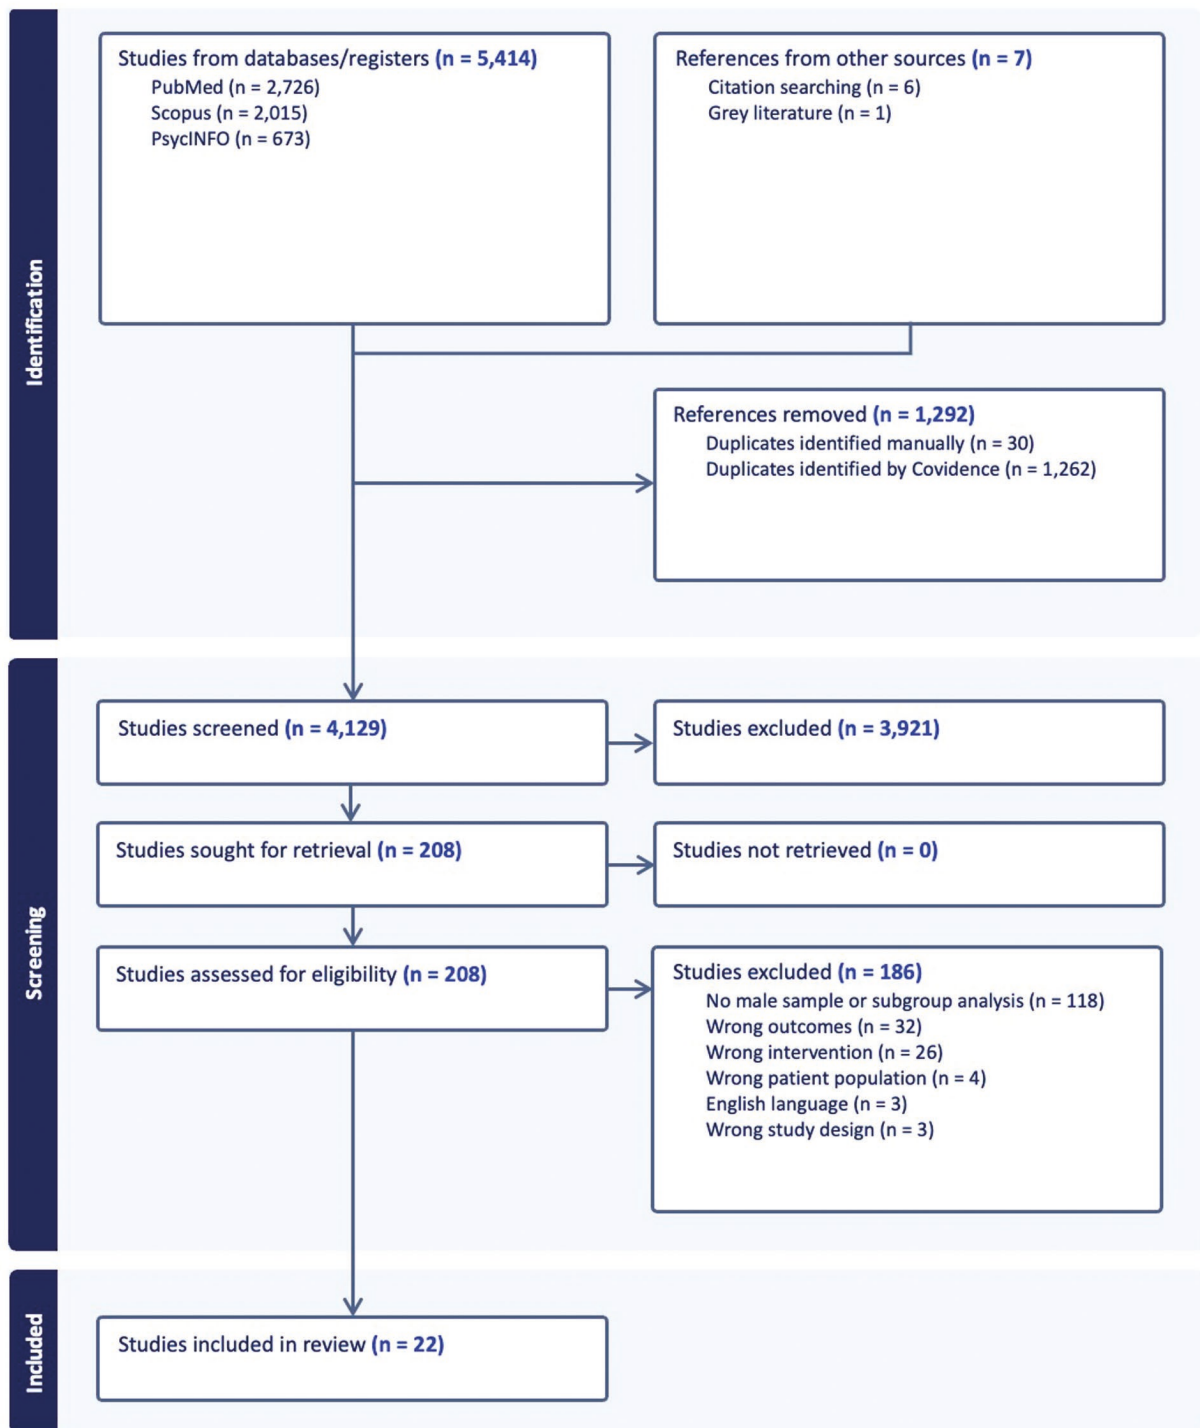 Identification
Studies from databases/registers (n = 5,414)
PubMed (n = 2,726)
Scopus (n = 2,015)
PsycINFO (n = 673)
References from other sources (n = 7)
Citation searching (n = 6)
Grey literature (n = 1)
References removed (n = 1,292)
Duplicates identified manually (n = 30)
Duplicates identified by Covidence (n = 1,262)
Screening
Studies screened (n = 4,129)
Studies excluded (n = 3,921)
Studies sought for retrieval (n = 208)
Studies not retrieved (n = 0)
Studies assessed for eligibility (n = 208)
Studies excluded (n = 186)
No male sample or subgroup analysis (n = 118)
Wrong outcomes (n = 32)
Wrong intervention (n = 26)
Wrong patient population (n = 4)
English language (n = 3)
Wrong study design (n = 3)
Included
Studies included in review (n = 22)